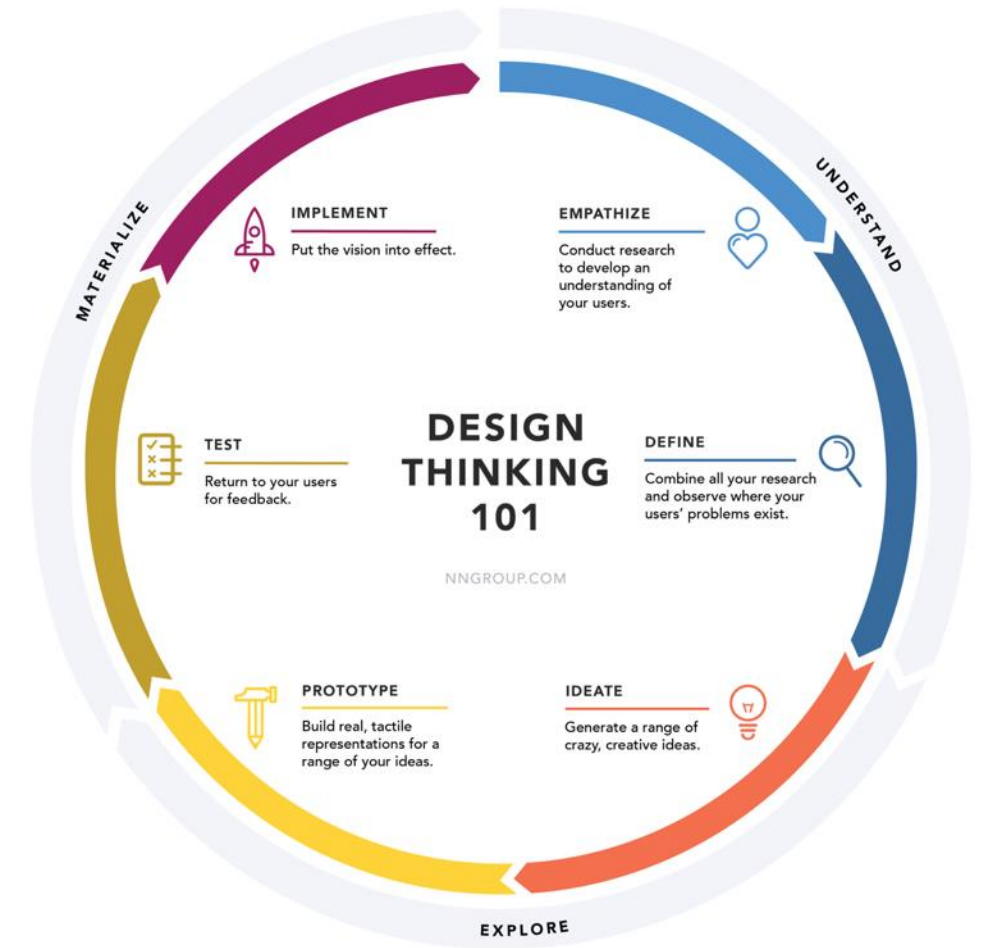 UNDERSTAND
EMPATHIZE
Conduct research
to develop an
understanding of
your users.
DEFINE
Combine all your research
and observe where your
users’ problems exist.
EXPLORE
IDEATE
Generate a range of
crazy, creative ideas.
PROTOTYPE
Build real, tactile
representations for a
range of your ideas.
MATERIALIZE
TEST
Return to your users
for feedback.
IMPLEMENT
Put the vision into effect.
DESIGN
THINKING
101
NNGROUP.COM